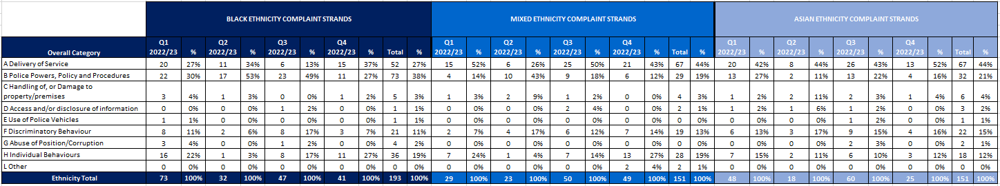 BLACK ETHNICITY COMPLAINT STRANDS MIXED ETHNICITY COMPLAINT STRANDS ASIAN ETHNICITY COMPLAINT STRANDS
Q1 Q2 Q3 Q4 Q1 Q2 Q3 Q4 Q1 Q2 Q3 Q4
Overall Category 2022/23 % 2022/23 % 2022/23 % 2022/23 % Total % 2022/23 % 2022/23 % 2022/23 % 2022/23 % Total % 2022/23 % 2022/23 % 2022/23 % 2022/23 % Total %
A Delivery of Service 20 27% 11 34% 6 13% 15 37% 52 27% 15 52% 6 26% 25 50% 21 43% 67 44% 20 42% 8 44% 26 43% 13 52% 67 44%
B Police Powers, Policy and Procedures 22 30% 17 53% 23 49% 11 27% 73 38% 4 14% 10 43% 9 18% 6 12% 29 19% 13 27% 2 11% 13 22% 4 16% 32 21%
C Handling of, or Damage to
property/premises 3 4% 1 3% 0 0% 1 2% 5 3% 1 3% 2 9% 1 2% 0 0% 4 3% 1 2% 2 11% 2 3% 1 4% 6 4%
D Access and/or disclosure of information 0 0% 0 0% 1 2% 0 0% 1 1% 0 0% 0 0% 2 4% 0 0% 2 1% 1 2% 1 6% 1 2% 0 0% 3 2%
E Use of Police Vehicles 1 1% 0 0% 0 0% 0 0% 1 1% 0 0% 0 0% 0 0% 0 0% 0 0% 0 0% 0 0% 1 2% 0 0% 1 1%
F Discriminatory Behaviour 8 11% 2 6% 8 17% 3 7% 21 11% 2 7% 4 17% 6 12% 7 14% 19 13% 6 13% 3 17% 9 15% 4 16% 22 15%
G Abuse of Position/Corruption 3 4% 0 0% 1 2% 0 0% 4 2% 0 0% 0 0% 0 0% 0 0% 0 0% 0 0% 0 0% 2 3% 0 0% 2 1%
H Individual Behaviours 16 22% 1 3% 8 17% 11 27% 36 19% 7 24% 1 4% 7 14% 13 27% 28 19% 7 15% 2 11% 6 10% 3 12% 18 12%
L Other 0 0% 0 0% 0 0% 0 0% 0 0% 0 0% 0 0% 0 0% 2 4% 2 1% 0 0% 0 0% 0 0% 0 0% 0 0%
Ethnicity Total 73 100% 32 100% 47 100% 41 100% 193 100% 29 100% 23 100% 50 100% 49 100% 151 100% 48 100% 18 100% 60 100% 25 100% 151 100%